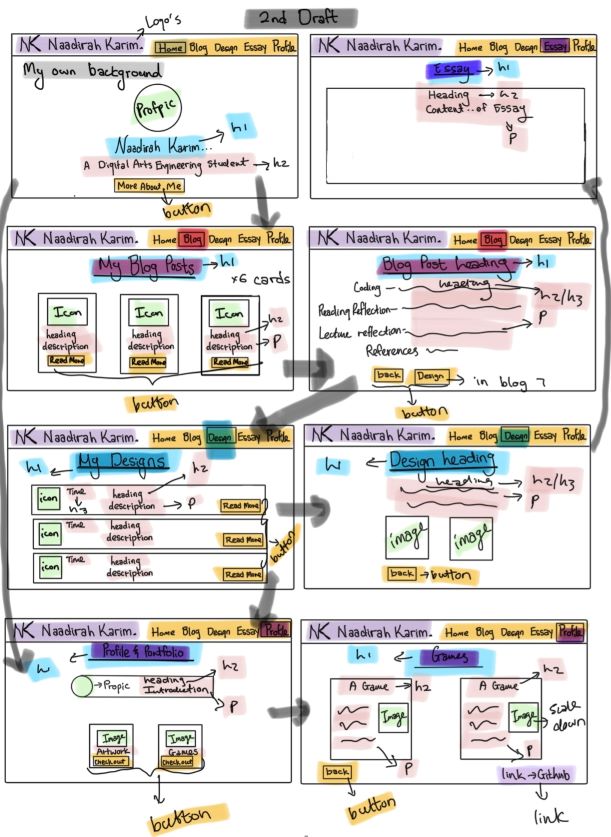 2nd Draft
Logo's
NK Naadirah Karim. Home Blog Design Essay Profile
My own background
Profpic
Naadirah Karim... h1
A Digital Arts Engineering Student h2
More About Me
button
NK Naadirah Karim. Home Blog Design Essay Profile
Essay h1
Heading h2
Content...of Essay
P
NK Naadirah Karim. Home Blog Design Essay Profile
My Blog Posts h1
x6 cards
Icon Icon Icon
heading heading heading h2
description description description P
Read More Read More Read More
button
NK Naadirah Karim. Home Blog Design Essay Profile
Blog Post heading h1
Coding heading h2/h3
Reading Reflection P
Lecture reflection
References
back Design in blog 7
button
NK Naadirah Karim. Home Blog Design Essay Profile
h1 My Designs h2
icon Time heading
h3 description P Read More
icon Time heading
description Read More
button
icon Time heading
description Read More
NK Naadirah Karim. Home Blog Design Essay Profile
h1 Design heading
heading h2/h3
P
image image
back button
NK Naadirah Karim. Home Blog Design Essay Profile
h1 Profile & Portfolio h2
Propic heading
Introduction
P
Image Image
Artwork Games
Checkout Checkout
button
NK Naadirah Karim. Home Blog Design Essay Profile
h1 Games h2
A Game h2 A Game
Image Image Scale
down
P P
back link Github
button link